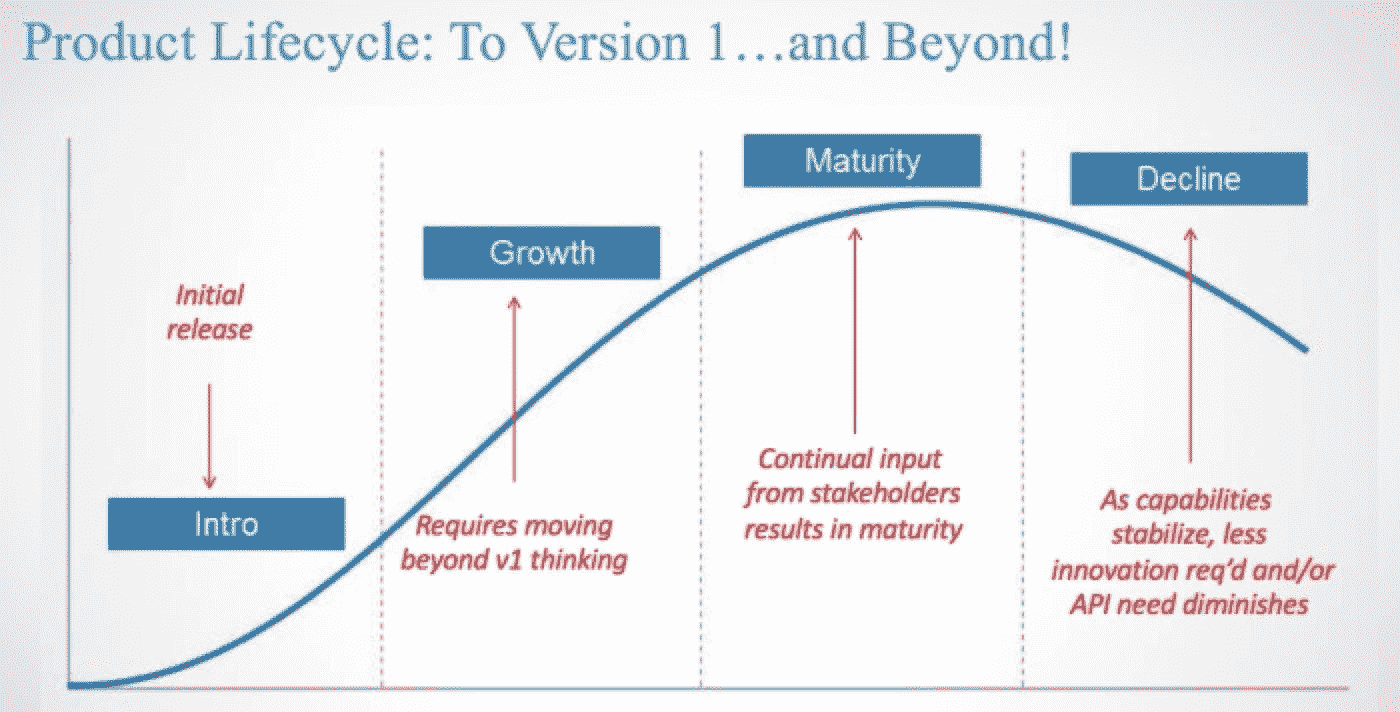 Product Lifecycle: To Version 1…and Beyond!
Initial
release
Intro
Growth
Requires moving
beyond v1 thinking
Maturity
Continual input
from stakeholders
results in maturity
Decline
As capabilities
stabilize, less
innovation req’d and/or
API need diminishes